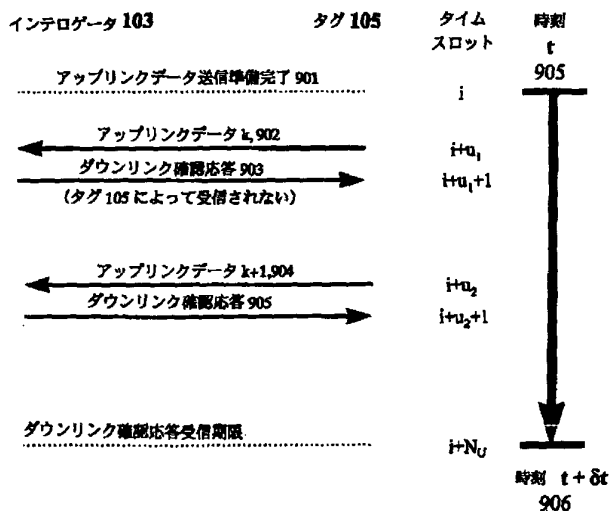 インテロゲータ 103 タグ 105 タイム スロット 時刻 t 905
アップリンクデータ送信準備完了 901 i
アップリンクデータ k, 902 i+u₁
ダウンリンク確認応答 903 i+u₁+1
(タグ 105 によって受信されない)
アップリンクデータ k+1,904 i+u₂
ダウンリンク確認応答 905 i+u₂+1
ダウンリンク確認応答受信期限 i+N_U
時刻 t + δt
906